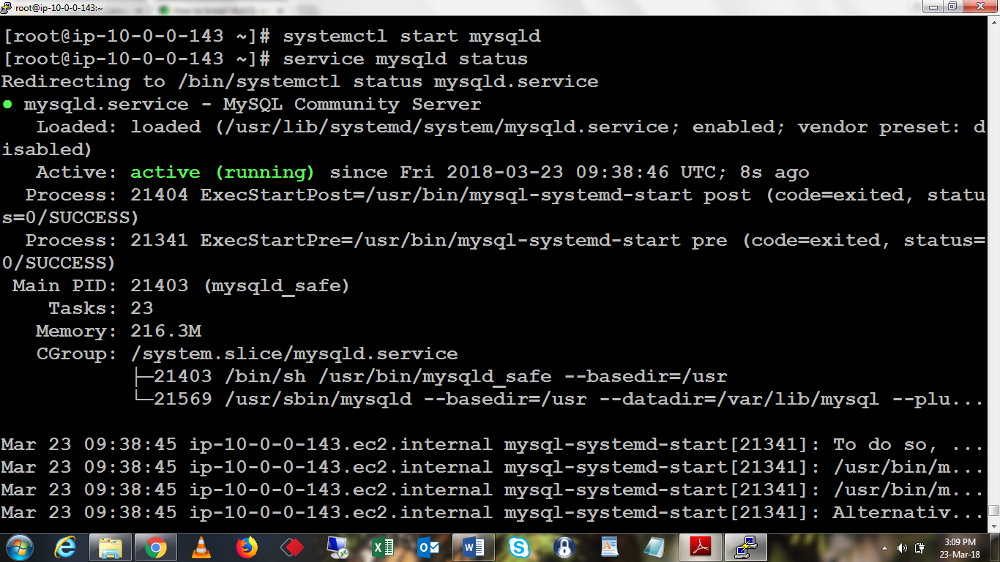 root@ip-10-0-0-143:~
[root@ip-10-0-0-143 ~]# systemctl start mysqld
[root@ip-10-0-0-143 ~]# service mysqld status
Redirecting to /bin/systemctl status mysqld.service
● mysqld.service - MySQL Community Server
Loaded: loaded (/usr/lib/systemd/system/mysqld.service; enabled; vendor preset: d
isabled)
Active: active (running) since Fri 2018-03-23 09:38:46 UTC; 8s ago
Process: 21404 ExecStartPost=/usr/bin/mysql-systemd-start post (code=exited, statu
s=0/SUCCESS)
Process: 21341 ExecStartPre=/usr/bin/mysql-systemd-start pre (code=exited, status=
0/SUCCESS)
Main PID: 21403 (mysqld_safe)
Tasks: 23
Memory: 216.3M
CGroup: /system.slice/mysqld.service
├─21403 /bin/sh /usr/bin/mysqld_safe --basedir=/usr
└─21569 /usr/sbin/mysqld --basedir=/usr --datadir=/var/lib/mysql --plu...
Mar 23 09:38:45 ip-10-0-0-143.ec2.internal mysql-systemd-start[21341]: To do so, ...
Mar 23 09:38:45 ip-10-0-0-143.ec2.internal mysql-systemd-start[21341]: /usr/bin/m...
Mar 23 09:38:45 ip-10-0-0-143.ec2.internal mysql-systemd-start[21341]: /usr/bin/m...
Mar 23 09:38:45 ip-10-0-0-143.ec2.internal mysql-systemd-start[21341]: Alternativ...
3:09 PM
23-Mar-18